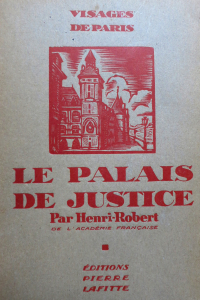 VISAGES
DE PARIS
LE PALAIS
DE JUSTICE
Par Henri-Robert
DE L'ACADÉMIE FRANÇAISE
ÉDITIONS
PIERRE
LAFITTE